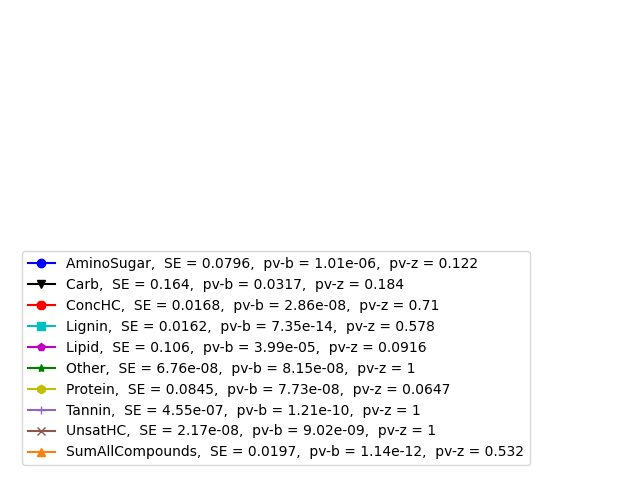 AminoSugar,  SE = 0.0796,  pv-b = 1.01e-06,  pv-z = 0.122
Carb,  SE = 0.164,  pv-b = 0.0317,  pv-z = 0.184
ConcHC,  SE = 0.0168,  pv-b = 2.86e-08,  pv-z = 0.71
Lignin,  SE = 0.0162,  pv-b = 7.35e-14,  pv-z = 0.578
Lipid,  SE = 0.106,  pv-b = 3.99e-05,  pv-z = 0.0916
Other,  SE = 6.76e-08,  pv-b = 8.15e-08,  pv-z = 1
Protein,  SE = 0.0845,  pv-b = 7.73e-08,  pv-z = 0.0647
Tannin,  SE = 4.55e-07,  pv-b = 1.21e-10,  pv-z = 1
UnsatHC,  SE = 2.17e-08,  pv-b = 9.02e-09,  pv-z = 1
SumAllCompounds,  SE = 0.0197,  pv-b = 1.14e-12,  pv-z = 0.532